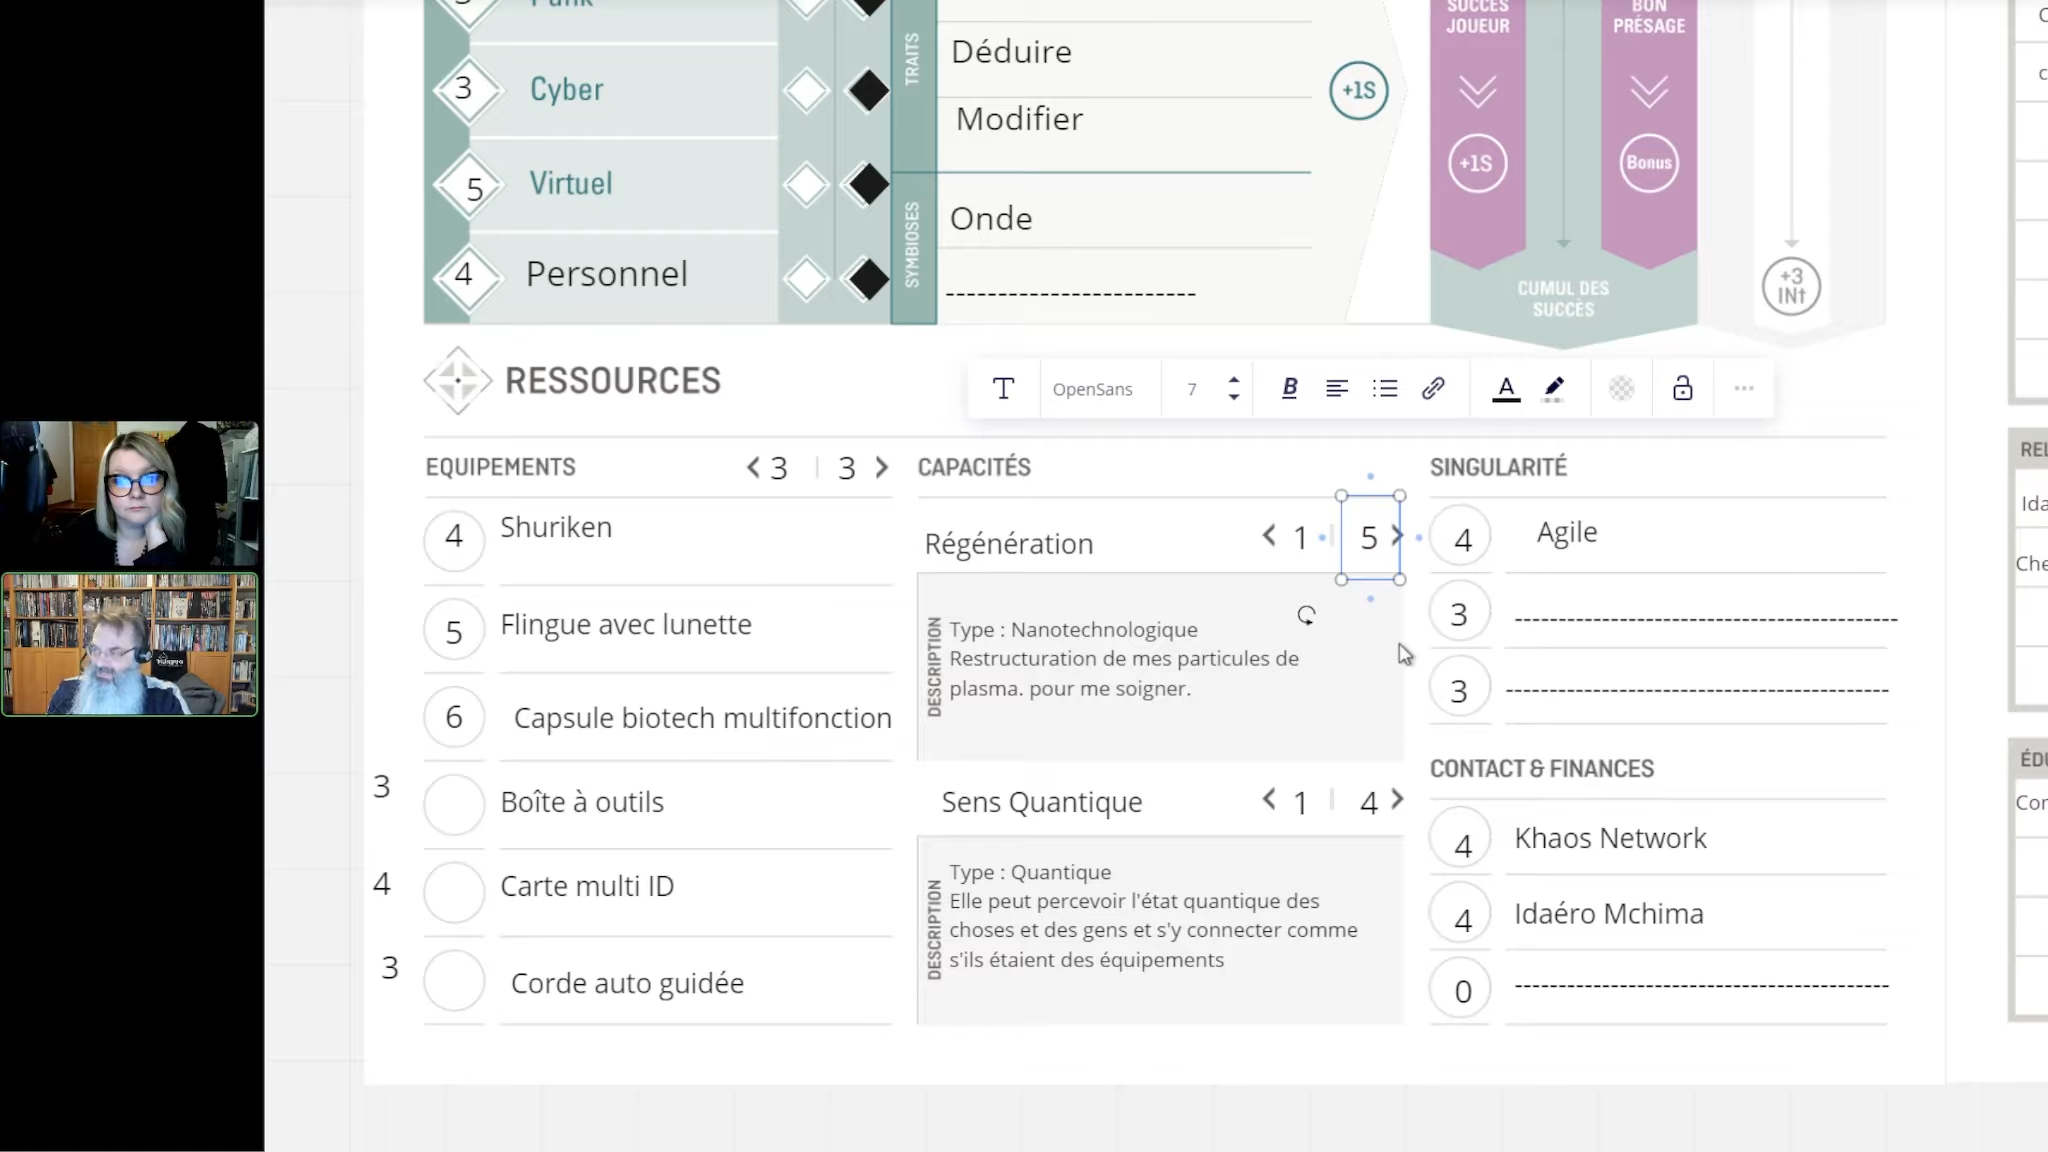 3
Cyber
5
Virtuel
4
Personnel
TRAITS
Déduire
Modifier
SYMBIOSES
Onde
------------------------
+1S
SUCCÈS
JOUEUR
+1S
BON
PRÉSAGE
Bonus
CUMUL DES
SUCCÈS
+3
INT
RESSOURCES
OpenSans
7
EQUIPEMENTS
3
3
4
Shuriken
5
Flingue avec lunette
6
Capsule biotech multifonction
3
Boîte à outils
4
Carte multi ID
3
Corde auto guidée
CAPACITÉS
Régénération
1
5
DESCRIPTION
Type : Nanotechnologique
Restructuration de mes particules de
plasma. pour me soigner.
Sens Quantique
1
4
DESCRIPTION
Type : Quantique
Elle peut percevoir l'état quantique des
choses et des gens et s'y connecter comme
s'ils étaient des équipements
SINGULARITÉ
4
Agile
3
------------------------------------
3
------------------------------------
CONTACT & FINANCES
4
Khaos Network
4
Idaéro Mchima
0
------------------------------------